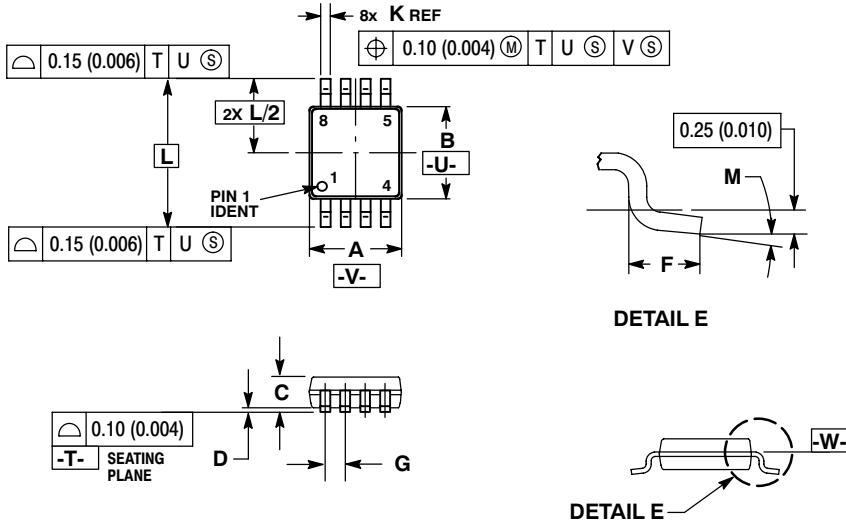 8x K REF
⌖ 0.10 (0.004) Ⓜ T U Ⓢ V Ⓢ
⌓ 0.15 (0.006) T U Ⓢ
2X L/2
8 5
B
-U-
L
PIN 1
IDENT
1 4
⌓ 0.15 (0.006) T U Ⓢ
A
-V-
0.25 (0.010)
M
F
DETAIL E
C
⌓ 0.10 (0.004)
-T- SEATING
PLANE
D
G
-W-
DETAIL E